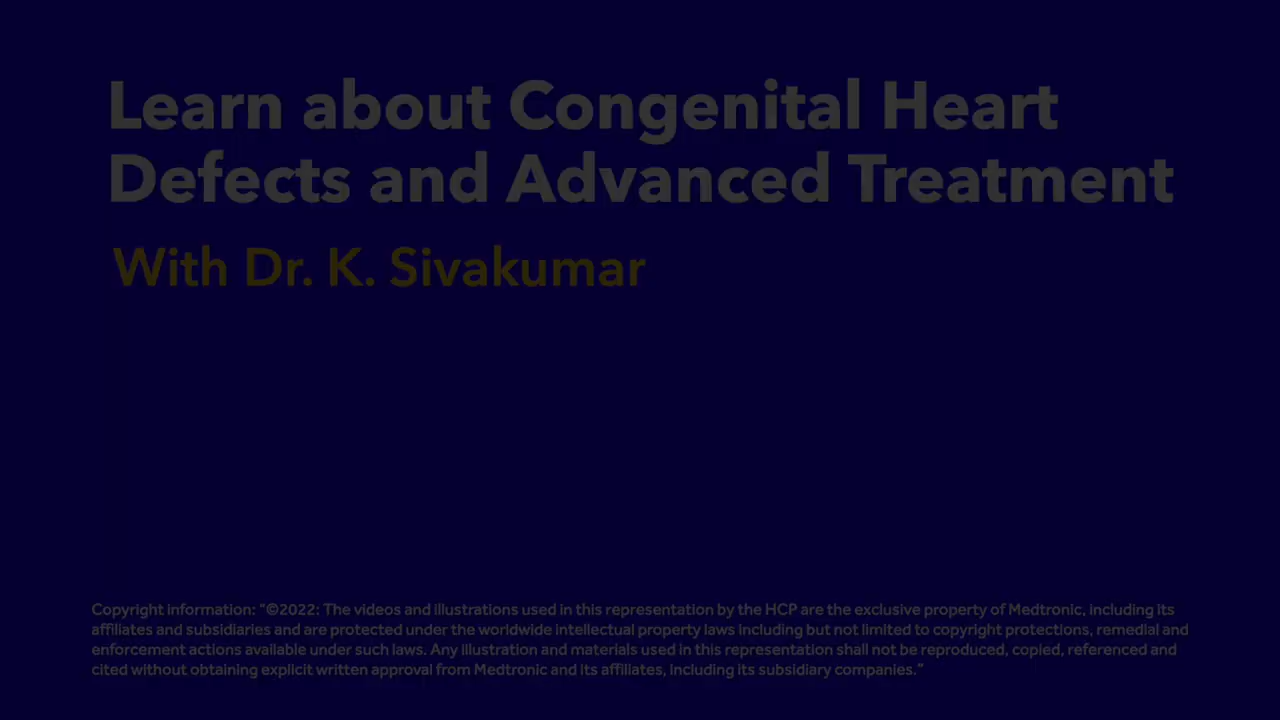 Learn about Congenital Heart
Defects and Advanced Treatment
With Dr. K. Sivakumar
Copyright information: "©2022: The videos and illustrations used in this representation by the HCP are the exclusive property of Medtronic, including its
affiliates and subsidiaries and are protected under the worldwide intellectual property laws including but not limited to copyright protections, remedial and
enforcement actions available under such laws. Any illustration and materials used in this representation shall not be reproduced, copied, referenced and
cited without obtaining explicit written approval from Medtronic and its affiliates, including its subsidiary companies."